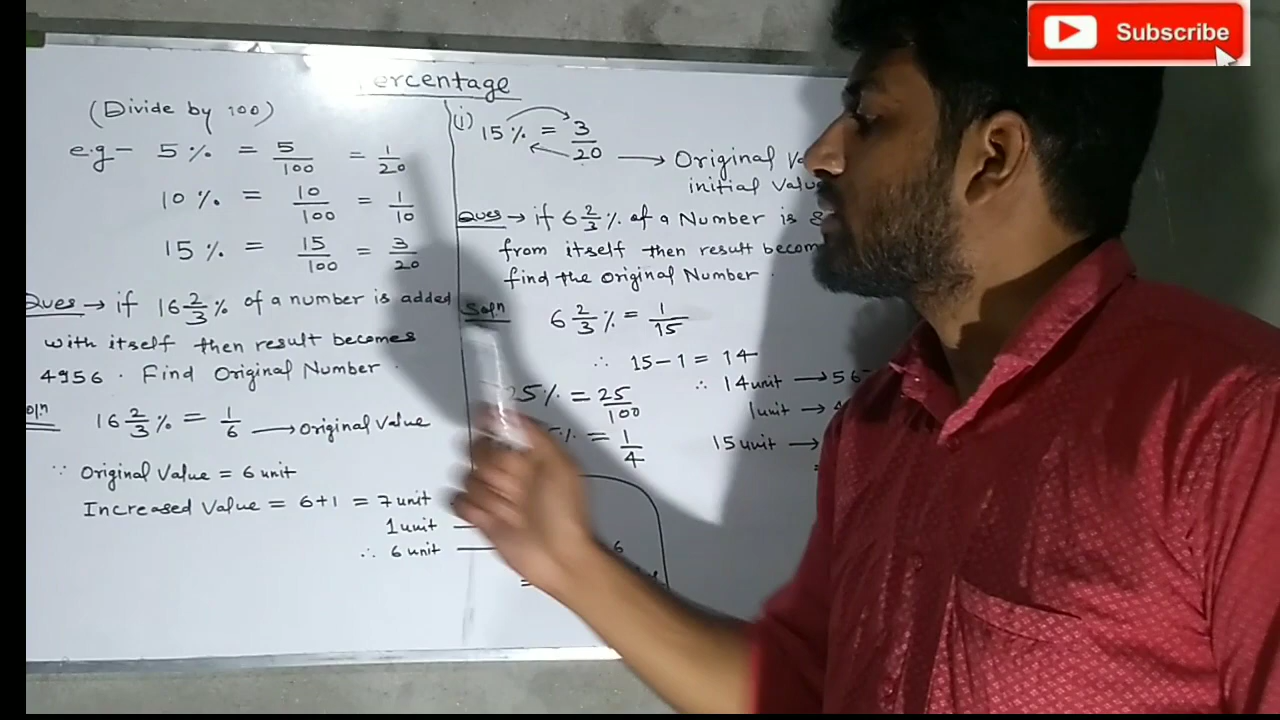 Subscribe
ercentage
(Divide by 100)
e.g - 5% = 5/100 = 1/20
10% = 10/100 = 1/10
15% = 15/100 = 3/20
Ques → if 16 2/3 % of a number is added
with itself then result becomes
4956. Find Original Number.
16 2/3 % = 1/6 → Original Value
∵ Original Value = 6 unit
Increased Value = 6+1 = 7 unit
1 unit
∴ 6 unit
(i) 15% = 3/20 → Original
initial Value
Ques → if 6 2/3 % of a Number is
from itself then result
find the Original Number.
Soln 6 2/3 % = 1/15
∴ 15-1 = 14
∴ 14 unit → 56
1 unit →
15 unit →
25% = 25/100
% = 1/4
6